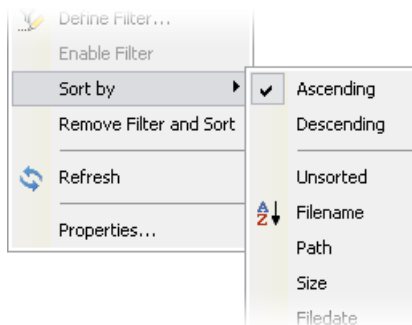 Define Filter...
Enable Filter
Sort by
Remove Filter and Sort
Refresh
Properties...
Ascending
Descending
Unsorted
Filename
Path
Size
Filedate